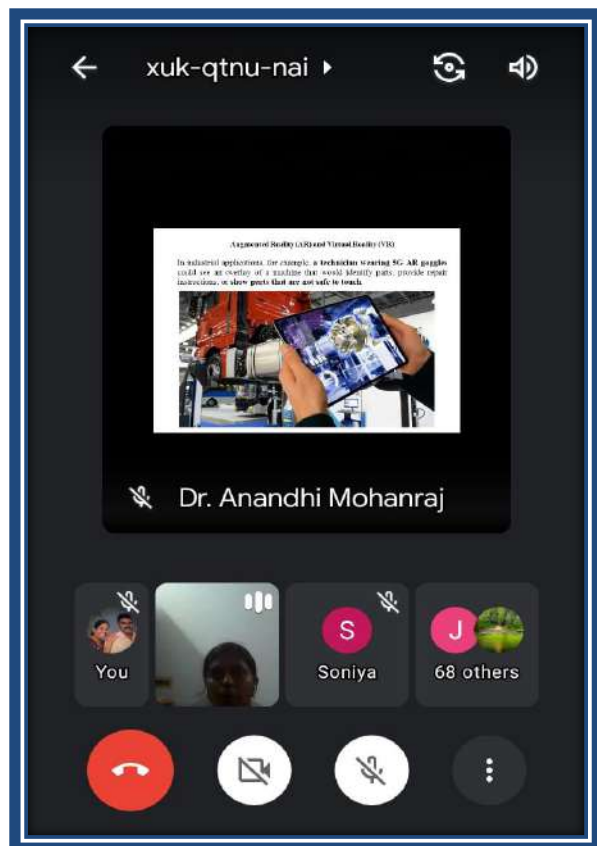 xuk-qtnu-nai
Augmented Reality (AR) and Virtual Reality (VR)
In industrial applications, for example, a technician wearing 5G AR goggles
could see an overlay of a machine that would identify parts, provide repair
instructions, or show parts that are not safe to touch.
Dr. Anandhi Mohanraj
You
S
Soniya
J
68 others